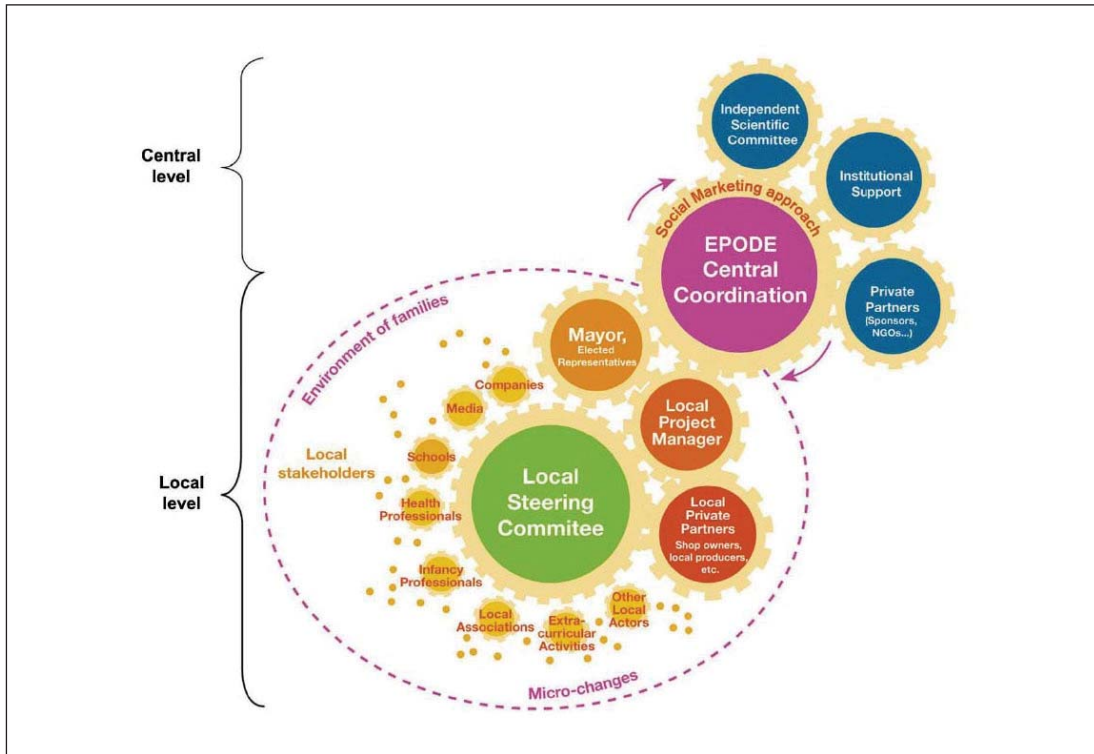 Central
level
Independent
Scientific
Committee
Institutional
Support
Social Marketing approach
EPODE
Central
Coordination
Private
Partners
(Sponsors,
NGOs...)
Local
level
Environment of families
Mayor,
Elected
Representatives
Companies
Media
Local
Project
Manager
Schools
Local
stakeholders
Local
Steering
Commitee
Health
Professionals
Local
Private
Partners
Shop owners,
local producers,
etc.
Infancy
Professionals
Local
Associations
Extra-
curricular
Activities
Other
Local
Actors
Micro-changes